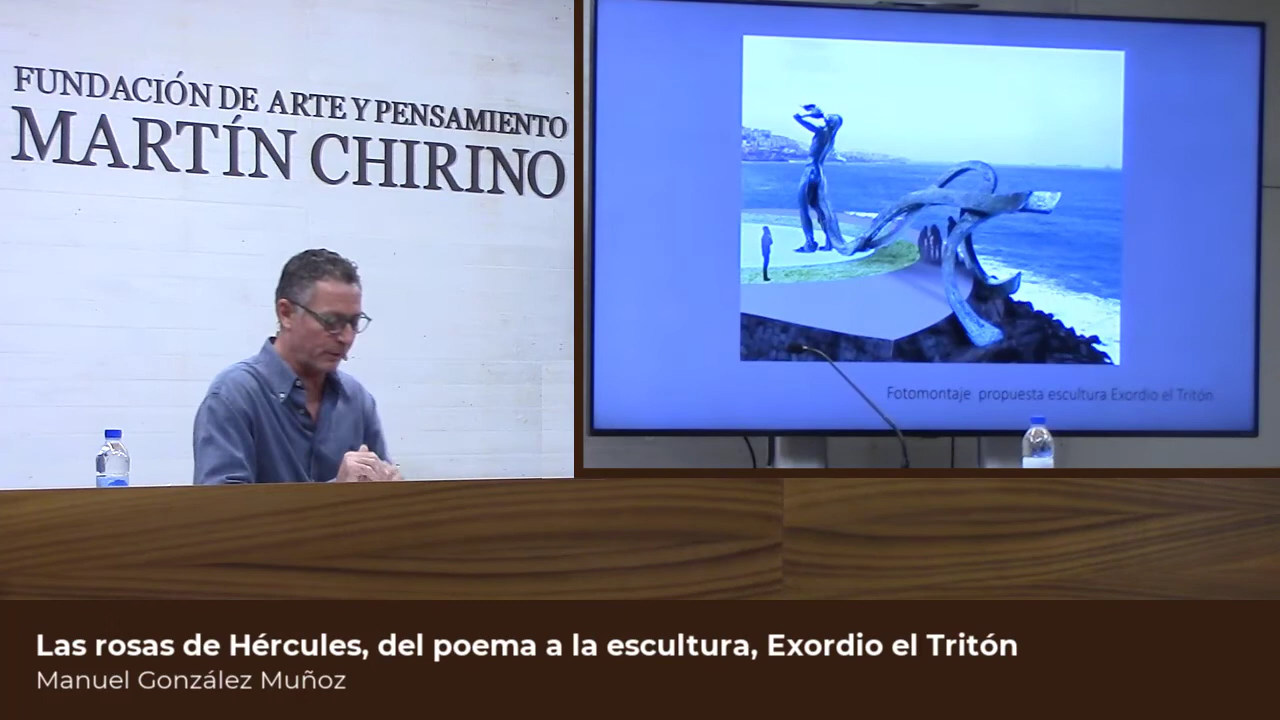 FUNDACIÓN DE ARTE Y PENSAMIENTO
MARTÍN CHIRINO
Fotomontaje propuesta escultura Exordio el Tritón
Las rosas de Hércules, del poema a la escultura, Exordio el Tritón
Manuel González Muñoz